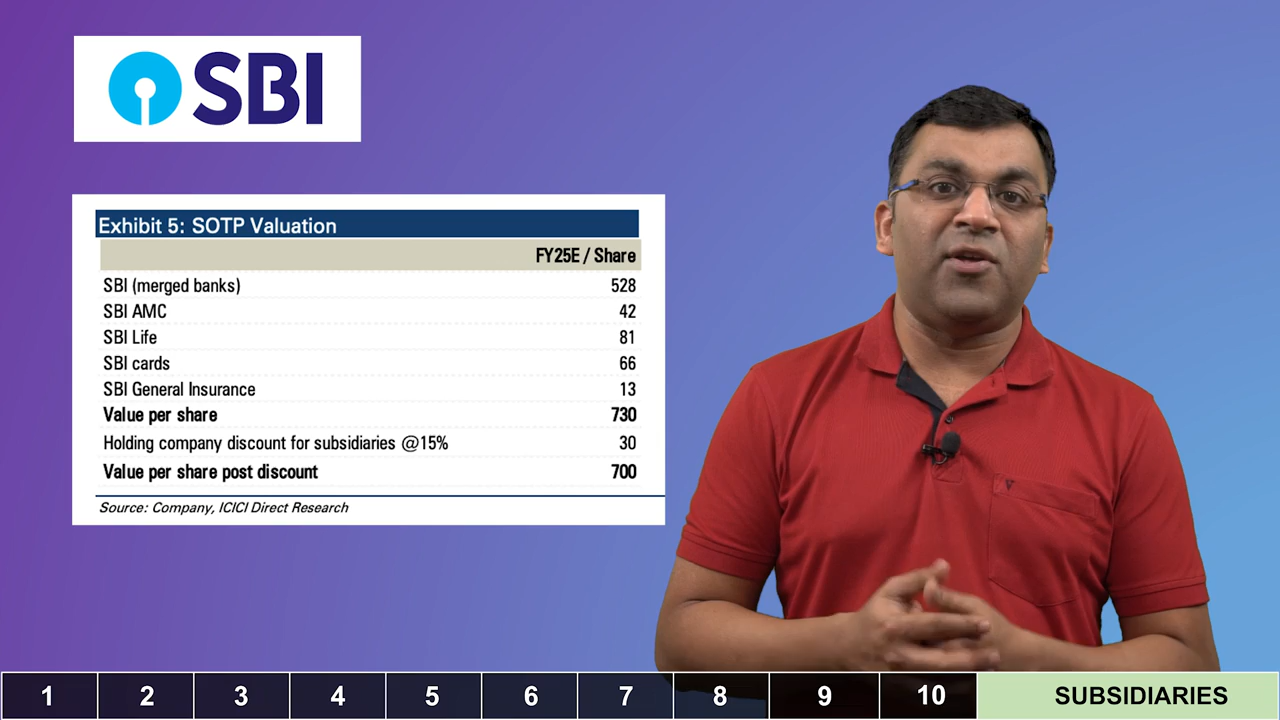 SBI
Exhibit 5: SOTP Valuation
FY25E / Share
SBI (merged banks) 528
SBI AMC 42
SBI Life 81
SBI cards 66
SBI General Insurance 13
Value per share 730
Holding company discount for subsidiaries @15% 30
Value per share post discount 700
Source: Company, ICICI Direct Research
1 2 3 4 5 6 7 8 9 10 SUBSIDIARIES